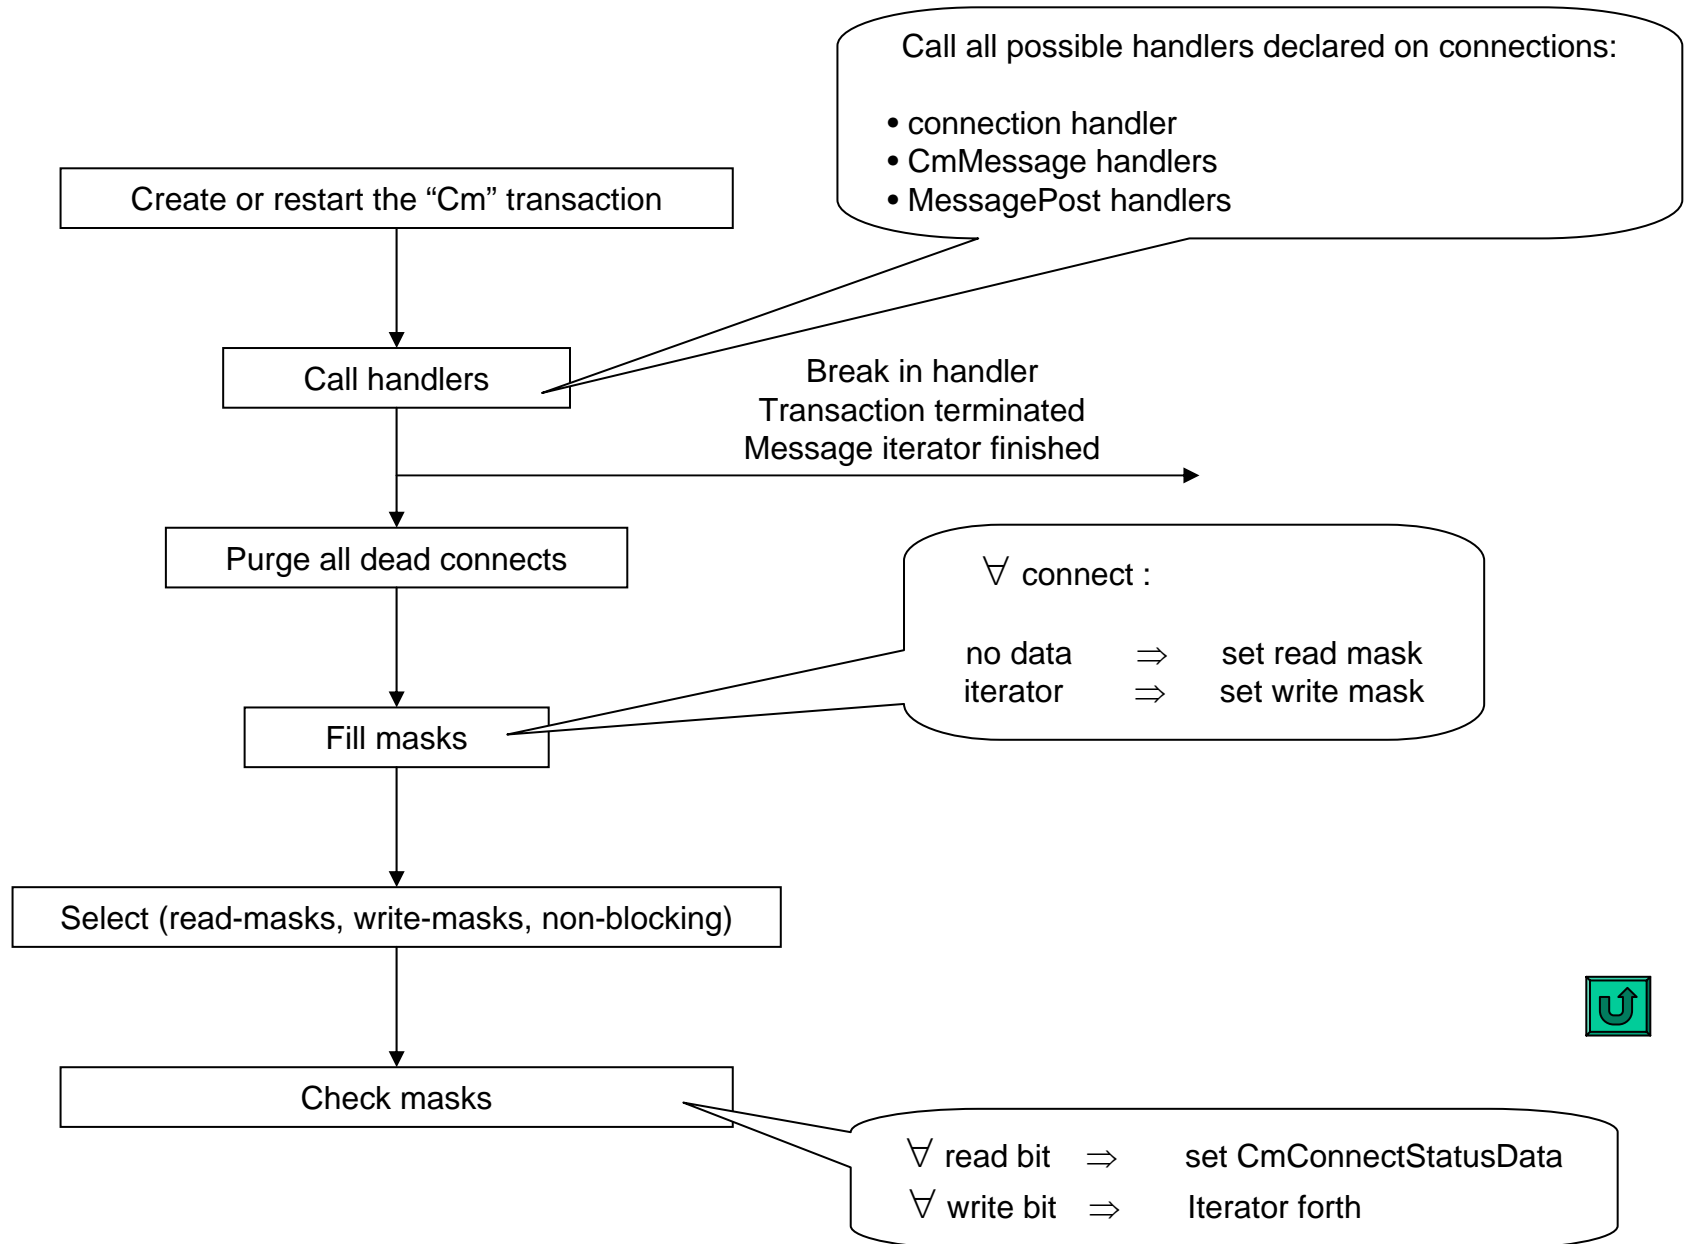 Call all possible handlers declared on connections:
• connection handler
• CmMessage handlers
• MessagePost handlers
Create or restart the “Cm” transaction
Call handlers
Break in handler
Transaction terminated
Message iterator finished
Purge all dead connects
∀ connect :
no data ⇒ set read mask
iterator ⇒ set write mask
Fill masks
Select (read-masks, write-masks, non-blocking)
Check masks
∀ read bit ⇒ set CmConnectStatusData
∀ write bit ⇒ Iterator forth